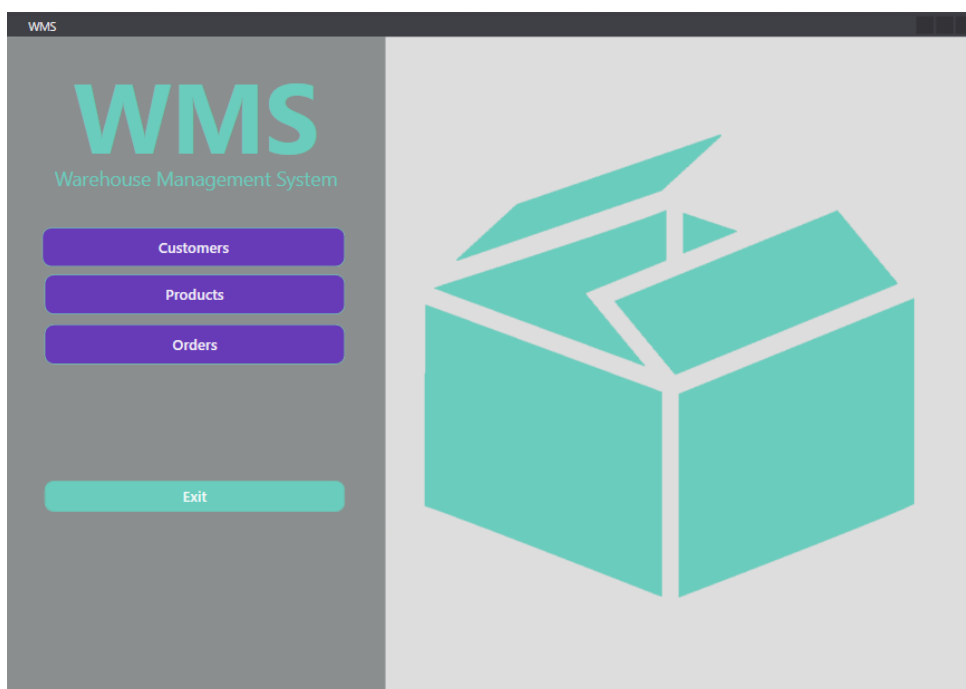 WMS
WMS
Warehouse Management System
Customers
Products
Orders
Exit